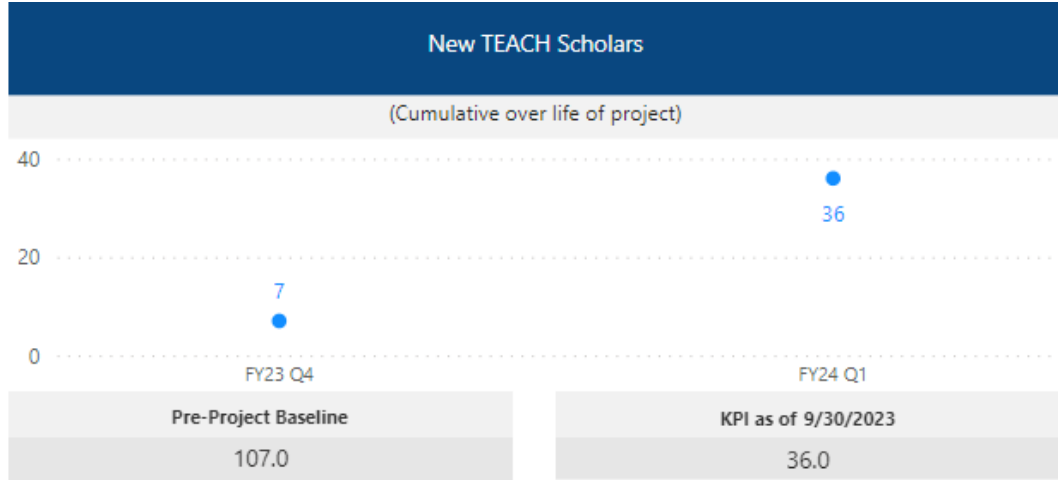 New TEACH Scholars
(Cumulative over life of project)
40
36
20
7
0
FY23 Q4 FY24 Q1
Pre-Project Baseline KPI as of 9/30/2023
107.0 36.0